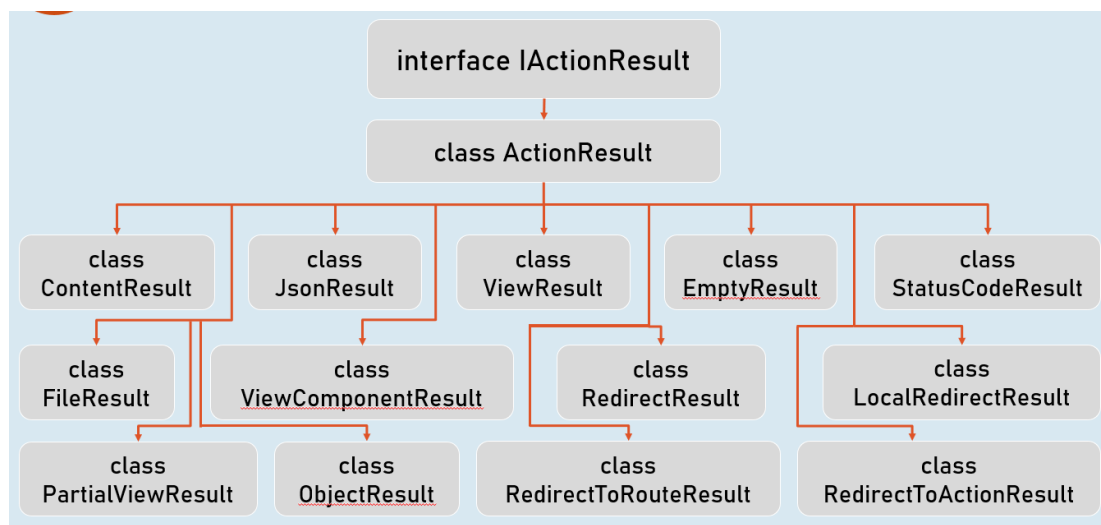 interface IActionResult
class ActionResult
class
ContentResult
class
JsonResult
class
ViewResult
class
EmptyResult
class
StatusCodeResult
class
FileResult
class
ViewComponentResult
class
RedirectResult
class
LocalRedirectResult
class
PartialViewResult
class
ObjectResult
class
RedirectToRouteResult
class
RedirectToActionResult